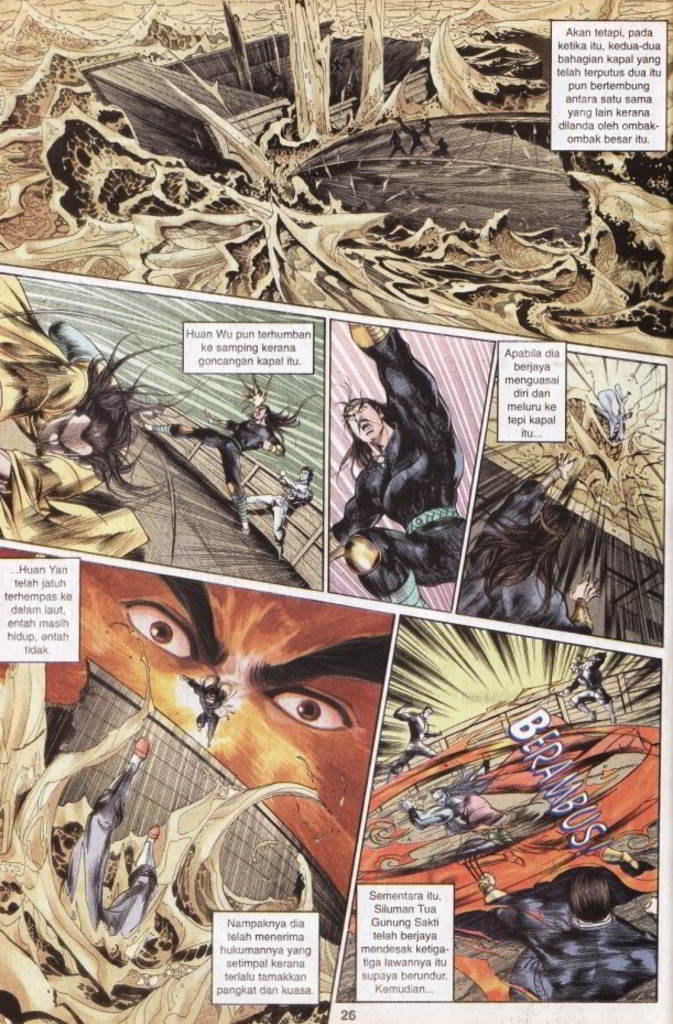 Akan tetapi, pada
ketika itu, kedua-dua
bahagian kapal yang
telah terputus dua itu
pun bertembung
antara satu sama
yang lain kerana
dilanda oleh ombak-
ombak besar itu.
Huan Wu pun terhumban
ke samping kerana
goncangan kapal itu.
Apabila dia
berjaya
menguasai
diri dan
meluru ke
tepi kapal
itu...
...Huan Yan
telah jatuh
terhempas ke
dalam laut,
entah masih
hidup, entah
tidak.
Nampaknya dia
telah menerima
hukumannya yang
setimpal kerana
terlalu tamakkan
pangkat dan kuasa.
BERAMBUS!
Sementara itu,
Siluman Tua
Gunung Sakti
telah berjaya
mendesak ketiga-
tiga lawannya itu
supaya berundur.
Kemudian...
26